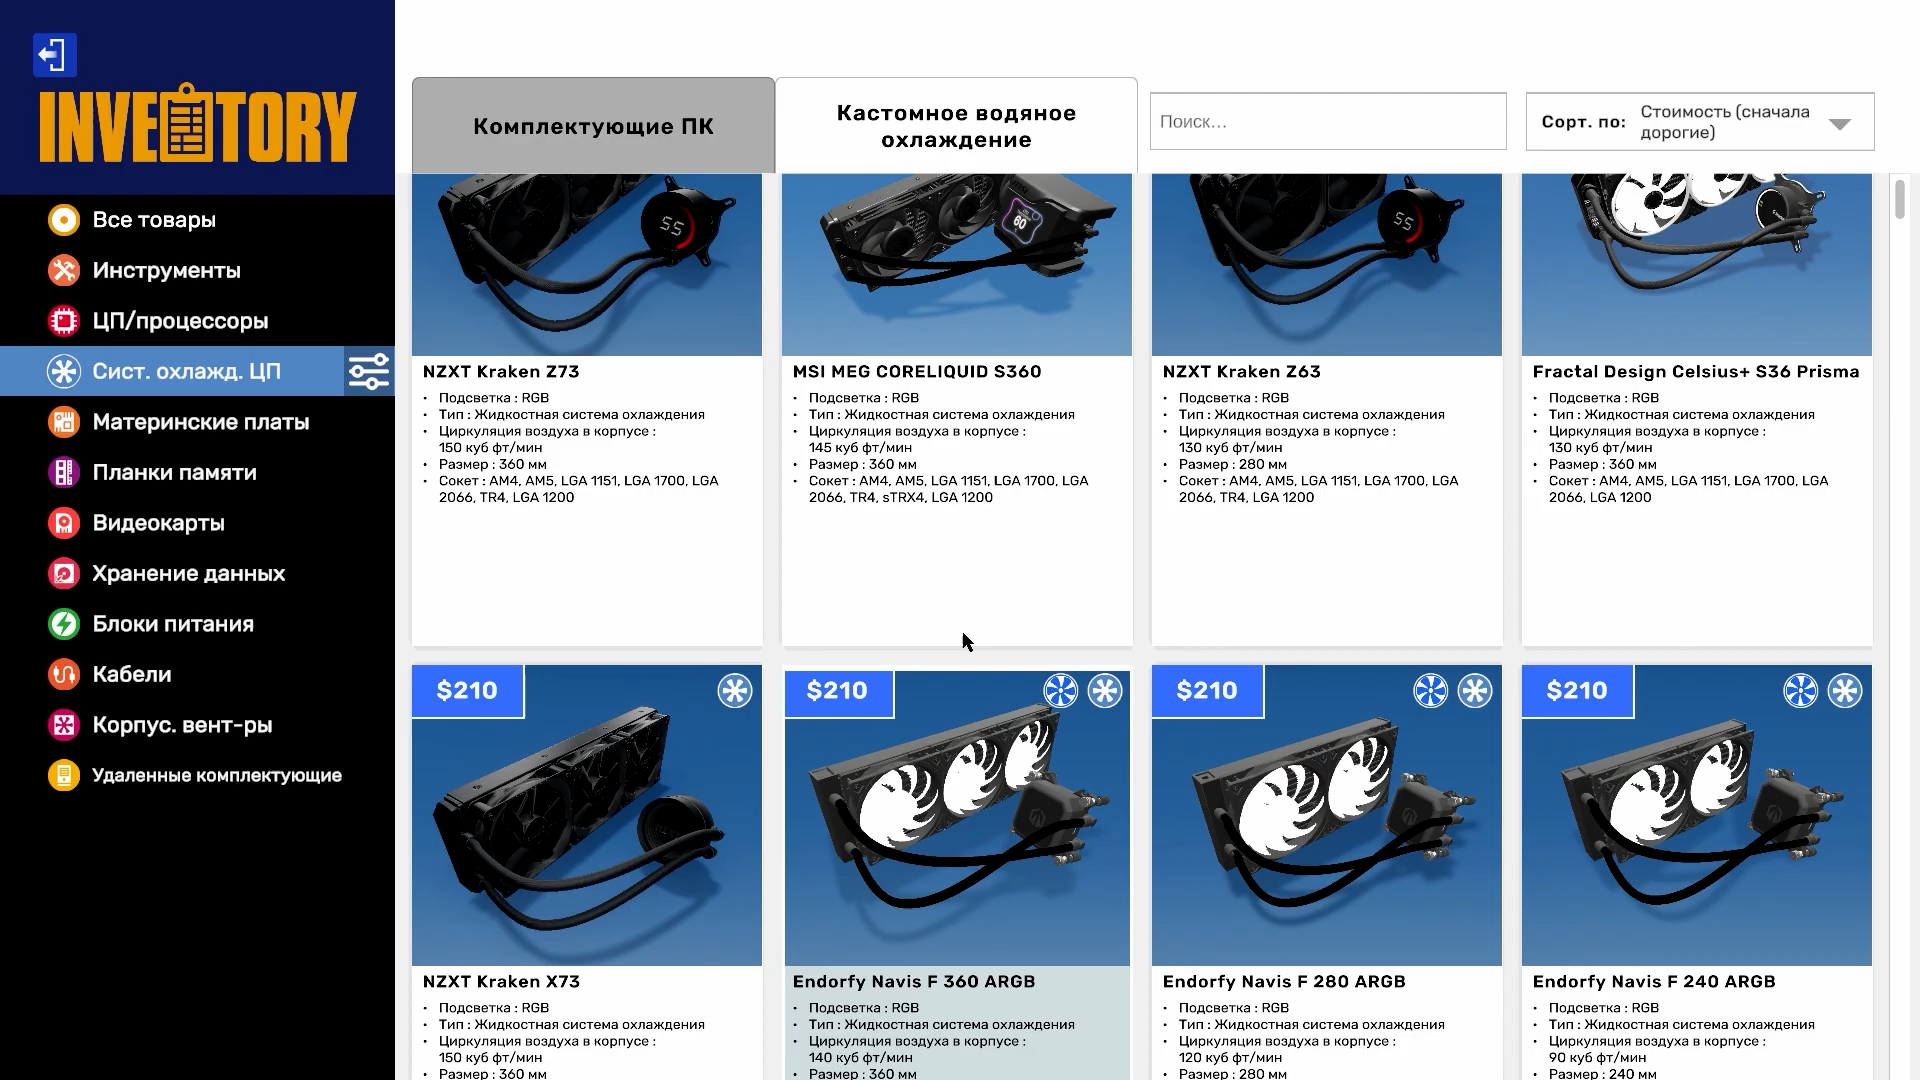 INVENTORY
Все товары
Инструменты
ЦП/процессоры
Сист. охлажд. ЦП
Материнские платы
Планки памяти
Видеокарты
Хранение данных
Блоки питания
Кабели
Корпус. вент-ры
Удаленные комплектующие
Комплектующие ПК
Кастомное водяное
охлаждение
Поиск...
Сорт. по:
Стоимость (сначала
дорогие)
55
60
55
NZXT Kraken Z73
• Подсветка : RGB
• Тип : Жидкостная система охлаждения
• Циркуляция воздуха в корпусе :
150 куб фт/мин
• Размер : 360 мм
• Сокет : AM4, AM5, LGA 1151, LGA 1700, LGA
2066, TR4, LGA 1200
MSI MEG CORELIQUID S360
• Подсветка : RGB
• Тип : Жидкостная система охлаждения
• Циркуляция воздуха в корпусе :
145 куб фт/мин
• Размер : 360 мм
• Сокет : AM4, AM5, LGA 1151, LGA 1700, LGA
2066, TR4, sTRX4, LGA 1200
NZXT Kraken Z63
• Подсветка : RGB
• Тип : Жидкостная система охлаждения
• Циркуляция воздуха в корпусе :
130 куб фт/мин
• Размер : 280 мм
• Сокет : AM4, AM5, LGA 1151, LGA 1700, LGA
2066, TR4, LGA 1200
Fractal Design Celsius+ S36 Prisma
• Подсветка : RGB
• Тип : Жидкостная система охлаждения
• Циркуляция воздуха в корпусе :
130 куб фт/мин
• Размер : 360 мм
• Сокет : AM4, AM5, LGA 1151, LGA 1700, LGA
2066, LGA 1200
$210
NZXT Kraken X73
• Подсветка : RGB
• Тип : Жидкостная система охлаждения
• Циркуляция воздуха в корпусе :
150 куб фт/мин
• Размер : 360 мм
$210
Endorfy Navis F 360 ARGB
• Подсветка : RGB
• Тип : Жидкостная система охлаждения
• Циркуляция воздуха в корпусе :
140 куб фт/мин
• Размер : 360 мм
$210
Endorfy Navis F 280 ARGB
• Подсветка : RGB
• Тип : Жидкостная система охлаждения
• Циркуляция воздуха в корпусе :
120 куб фт/мин
• Размер : 280 мм
$210
Endorfy Navis F 240 ARGB
• Подсветка : RGB
• Тип : Жидкостная система охлаждения
• Циркуляция воздуха в корпусе :
90 куб фт/мин
• Размер : 240 мм